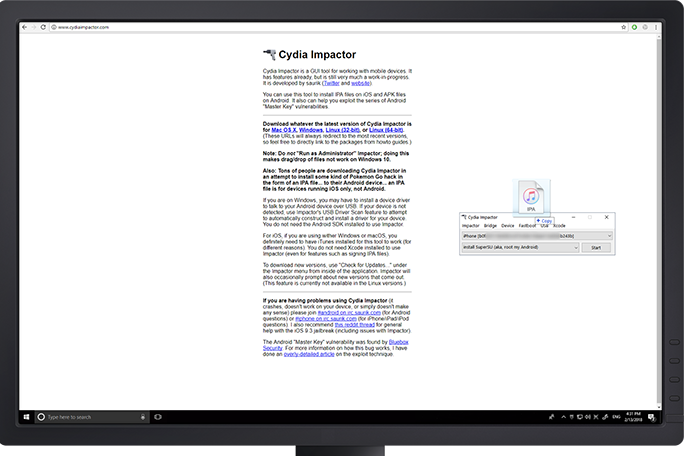 www.cydiaimpactor.com
Cydia Impactor
Cydia Impactor is a GUI tool for working with mobile devices. It
has features already, but is still very much a work-in-progress.
It is developed by saurik (Twitter and website).
You can use this tool to install IPA files on iOS and APK files
on Android. It also can help you exploit the series of Android
"Master Key" vulnerabilities.
Download whatever the latest version of Cydia Impactor is
for Mac OS X, Windows, Linux (32-bit), or Linux (64-bit).
(These URLs will always redirect to the most recent versions,
so feel free to directly link to the packages from howto guides.)
Note: Do not "Run as Administrator" Impactor; doing this
makes drag/drop of files not work on Windows 10.
Also: Tons of people are downloading Cydia Impactor in
an attempt to install some kind of Pokemon Go hack in
the form of an IPA file... to their Android device... an IPA
file is for devices running iOS only, not Android.
If you are on Windows, you may have to install a device driver
to talk to your Android device over USB. If your device is not
detected, use Impactor's USB Driver Scan feature to attempt
to automatically construct and install a driver for your device.
You do not need the Android SDK installed to use Impactor.
For iOS, if you are using either Windows or macOS, you
definitely need to have iTunes installed for this tool to work (for
different reasons). You do not need Xcode installed to use
Impactor (even for features such as signing IPA files).
To download new versions, use "Check for Updates..." under
the Impactor menu from inside of the application. Impactor will
also occasionally prompt about new versions that come out.
(This feature is currently not available in the Linux versions.)
If you are having problems using Cydia Impactor (it
crashes, doesn't work on your device, or simply doesn't make
any sense) please join #android on irc.saurik.com (for Android
questions) or #iphone on irc.saurik.com (for iPhone/iPad/iPod
questions). I also recommend this reddit thread for general
help with the iOS 9.3 jailbreak (including issues with Impactor).
The Android "Master Key" vulnerability was found by Bluebox
Security. For more information on how this bug works, I have
done an overly-detailed article on the exploit technique.
IPA
Copy
Cydia Impactor
Impactor Bridge Device Fastboot USB Xcode
iPhone
install SuperSU (aka, root my Android)
Start
Type here to search
ENG
4:21 PM
2/13/2018